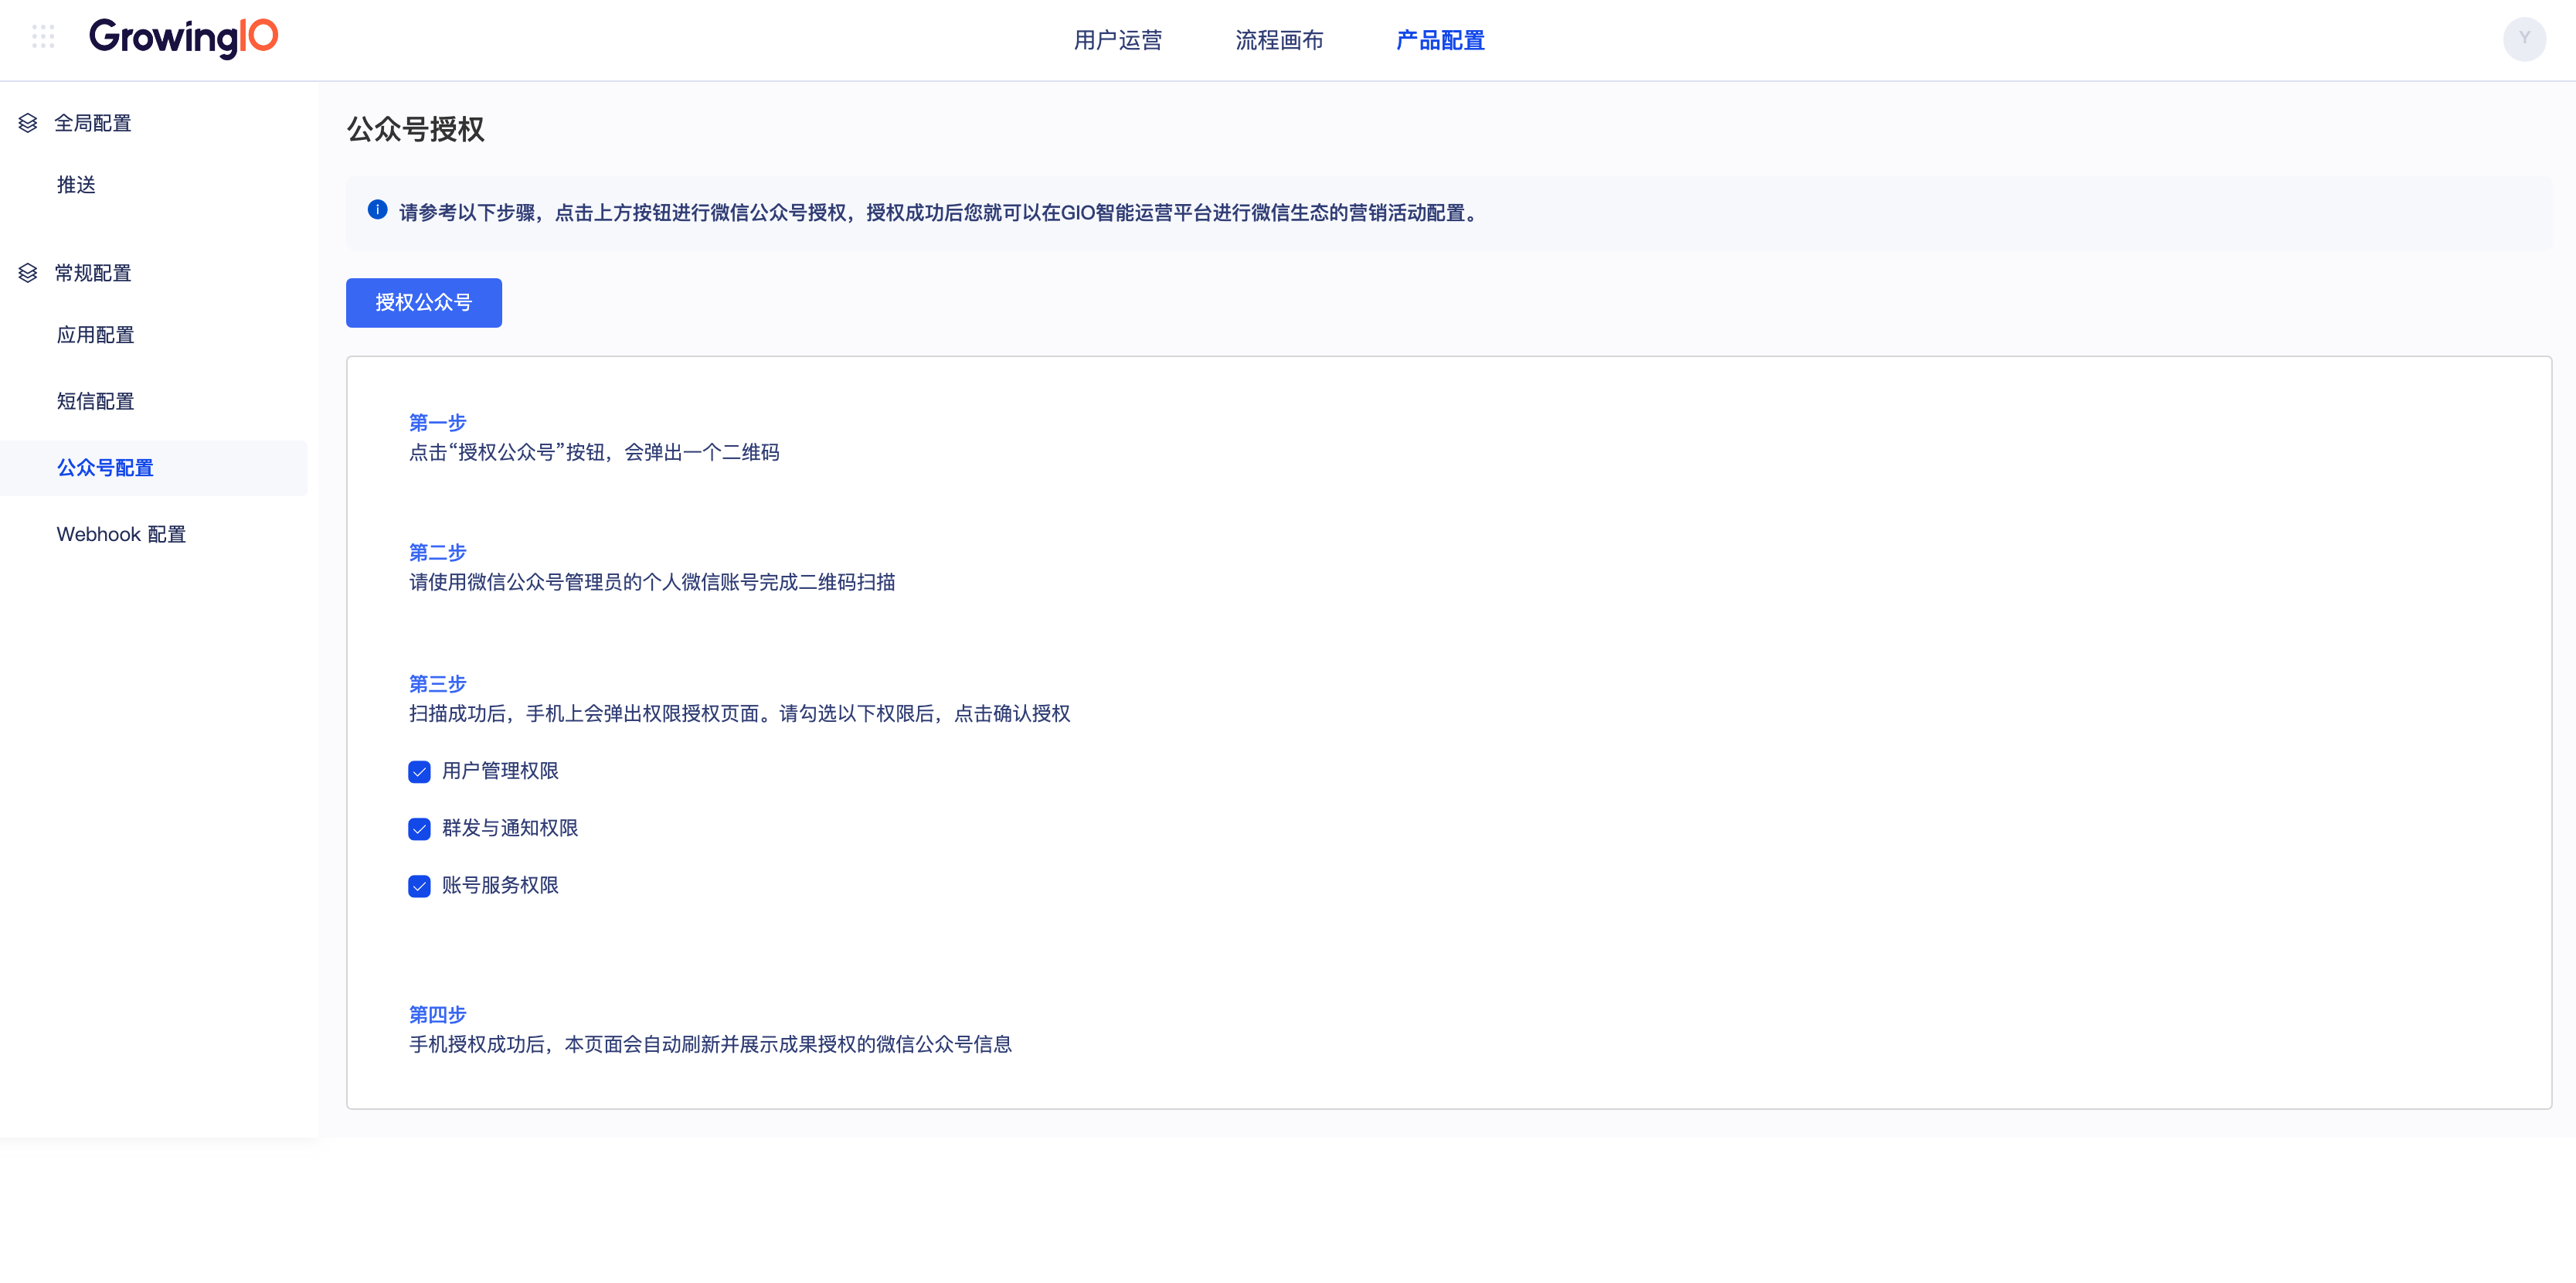 GrowingIO
用户运营
流程画布
产品配置
Y
全局配置
推送
常规配置
应用配置
短信配置
公众号配置
Webhook 配置
公众号授权
请参考以下步骤，点击上方按钮进行微信公众号授权，授权成功后您就可以在GIO智能运营平台进行微信生态的营销活动配置。
授权公众号
第一步
点击“授权公众号”按钮，会弹出一个二维码
第二步
请使用微信公众号管理员的个人微信账号完成二维码扫描
第三步
扫描成功后，手机上会弹出权限授权页面。请勾选以下权限后，点击确认授权
用户管理权限
群发与通知权限
账号服务权限
第四步
手机授权成功后，本页面会自动刷新并展示成果授权的微信公众号信息